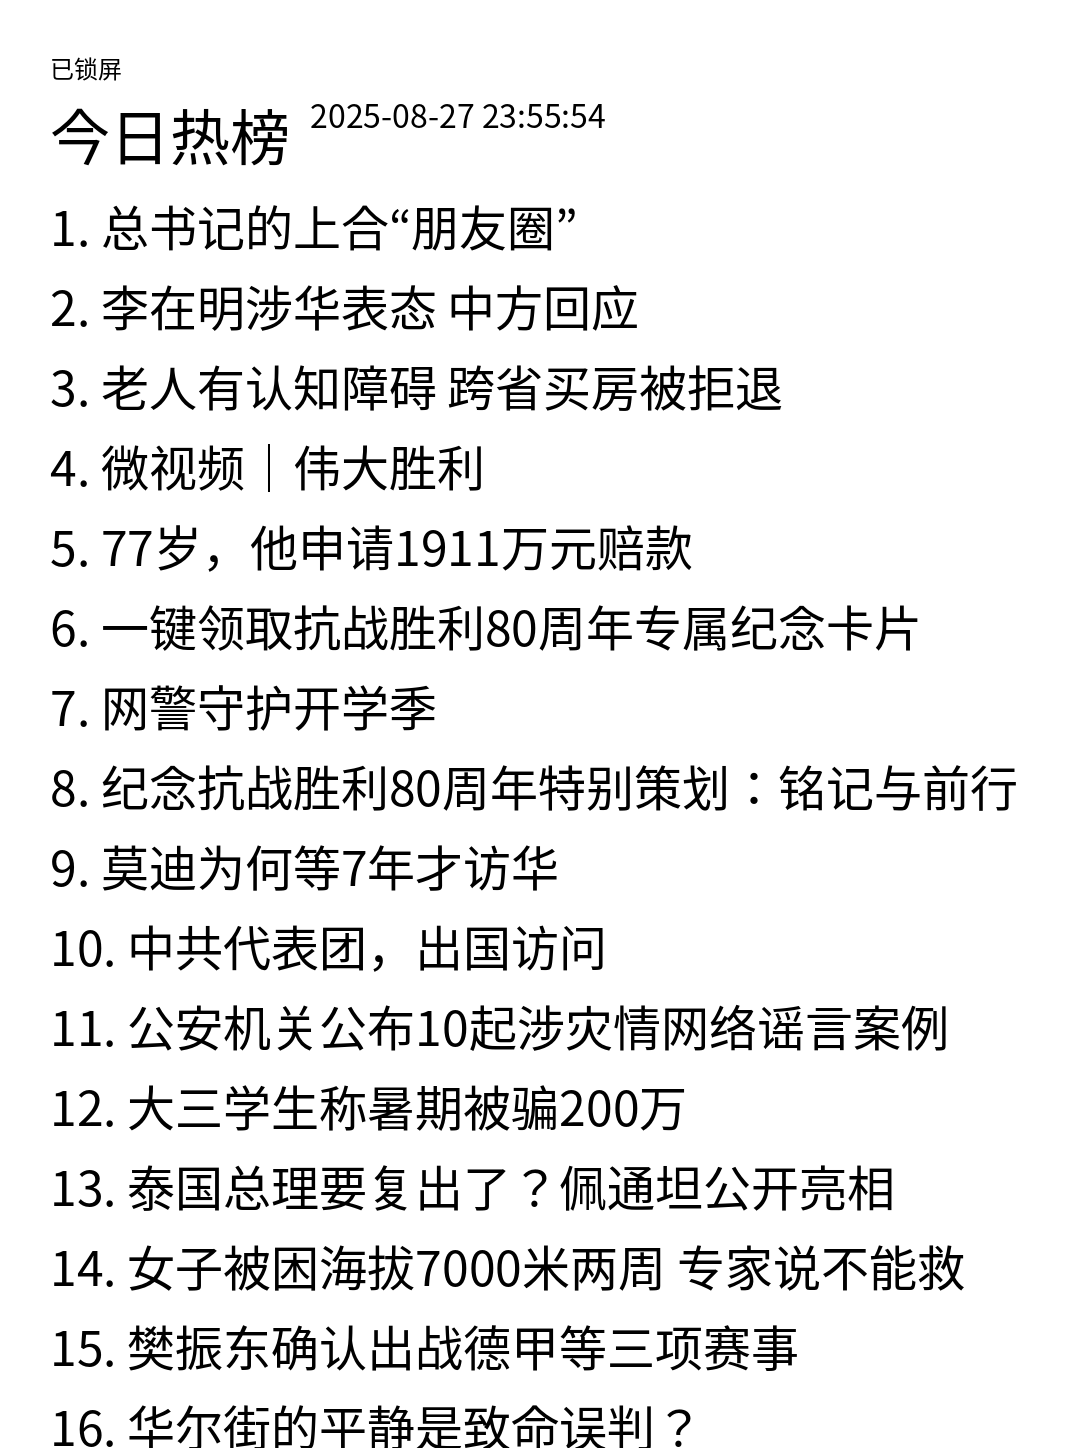 已锁屏
今日热榜 2025-08-27 23:55:54
1. 总书记的上合“朋友圈”
2. 李在明涉华表态 中方回应
3. 老人有认知障碍 跨省买房被拒退
4. 微视频｜伟大胜利
5. 77岁，他申请1911万元赔款
6. 一键领取抗战胜利80周年专属纪念卡片
7. 网警守护开学季
8. 纪念抗战胜利80周年特别策划：铭记与前行
9. 莫迪为何等7年才访华
10. 中共代表团，出国访问
11. 公安机关公布10起涉灾情网络谣言案例
12. 大三学生称暑期被骗200万
13. 泰国总理要复出了？佩通坦公开亮相
14. 女子被困海拔7000米两周 专家说不能救
15. 樊振东确认出战德甲等三项赛事
16. 华尔街的平静是致命误判？